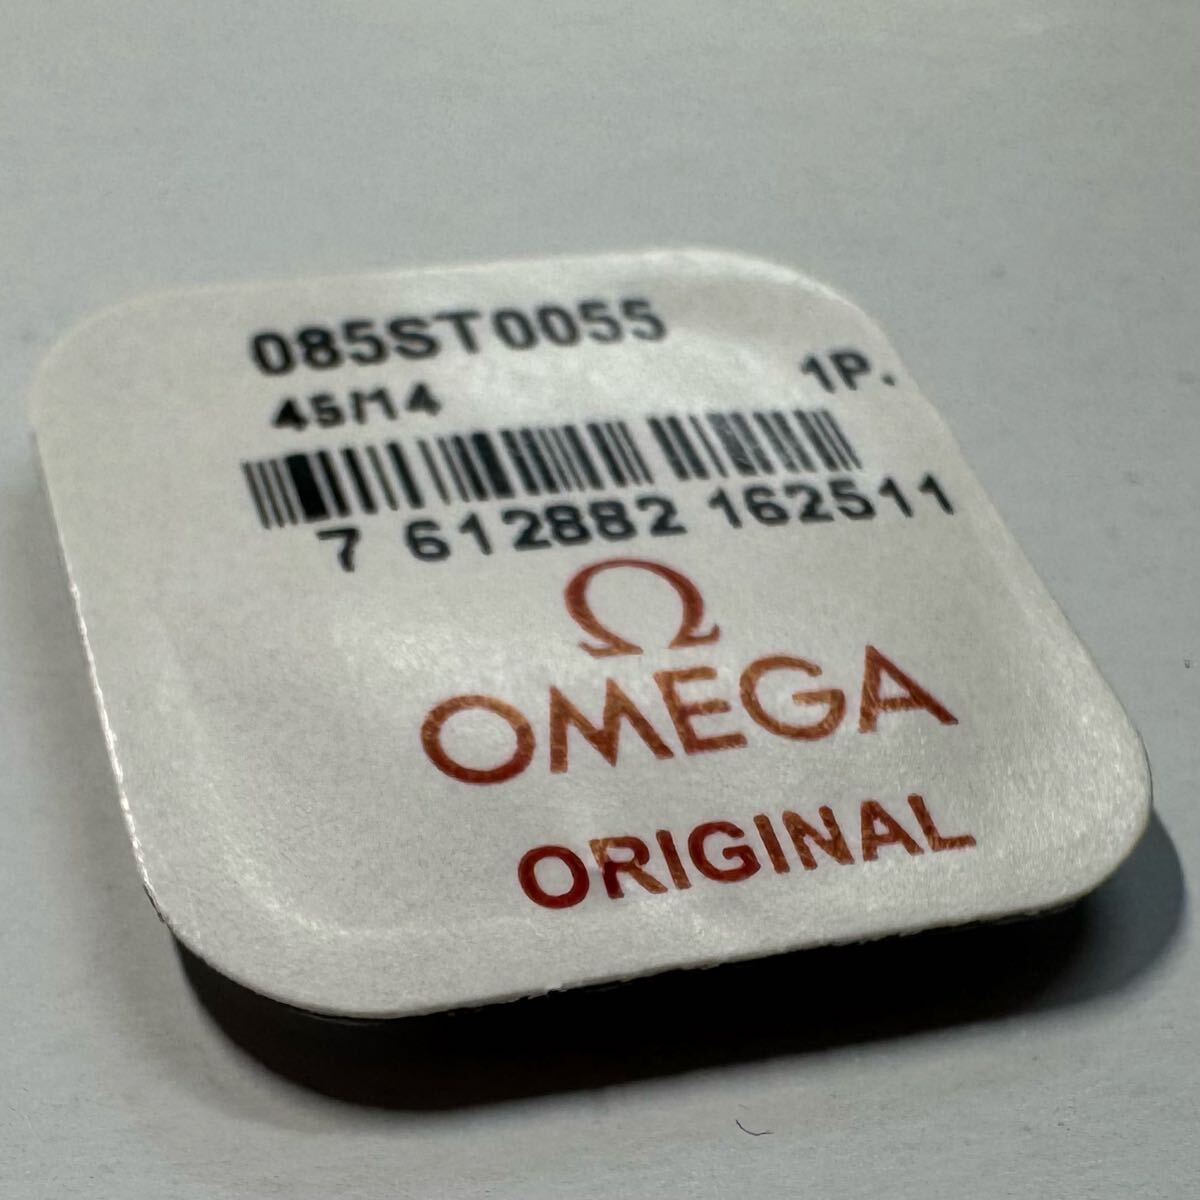 085ST0055
45/14 1P.
7 612882 162511
Ω
OMEGA
ORIGINAL